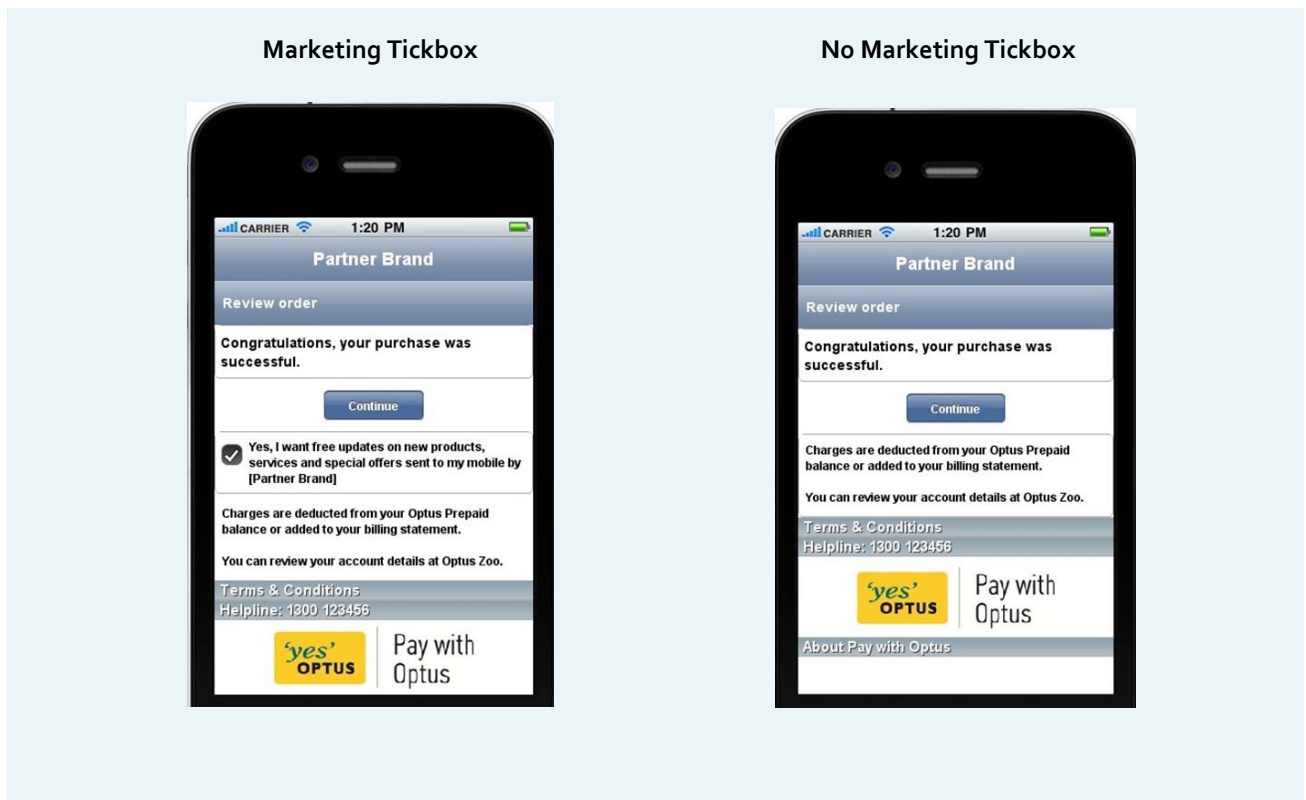 Marketing Tickbox
CARRIER 1:20 PM
Partner Brand
Review order
Congratulations, your purchase was
successful.
Continue
Yes, I want free updates on new products,
services and special offers sent to my mobile by
[Partner Brand]
Charges are deducted from your Optus Prepaid
balance or added to your billing statement.
You can review your account details at Optus Zoo.
Terms & Conditions
Helpline: 1300 123456
'yes'
OPTUS
Pay with
Optus
No Marketing Tickbox
CARRIER 1:20 PM
Partner Brand
Review order
Congratulations, your purchase was
successful.
Continue
Charges are deducted from your Optus Prepaid
balance or added to your billing statement.
You can review your account details at Optus Zoo.
Terms & Conditions
Helpline: 1300 123456
'yes'
OPTUS
Pay with
Optus
About Pay with Optus